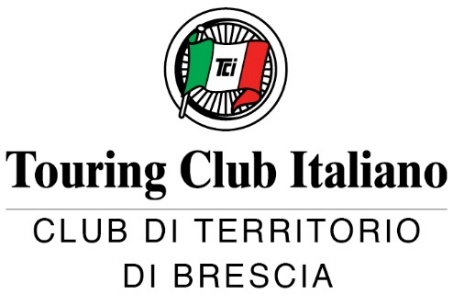 TCi
Touring Club Italiano
CLUB DI TERRITORIO
DI BRESCIA